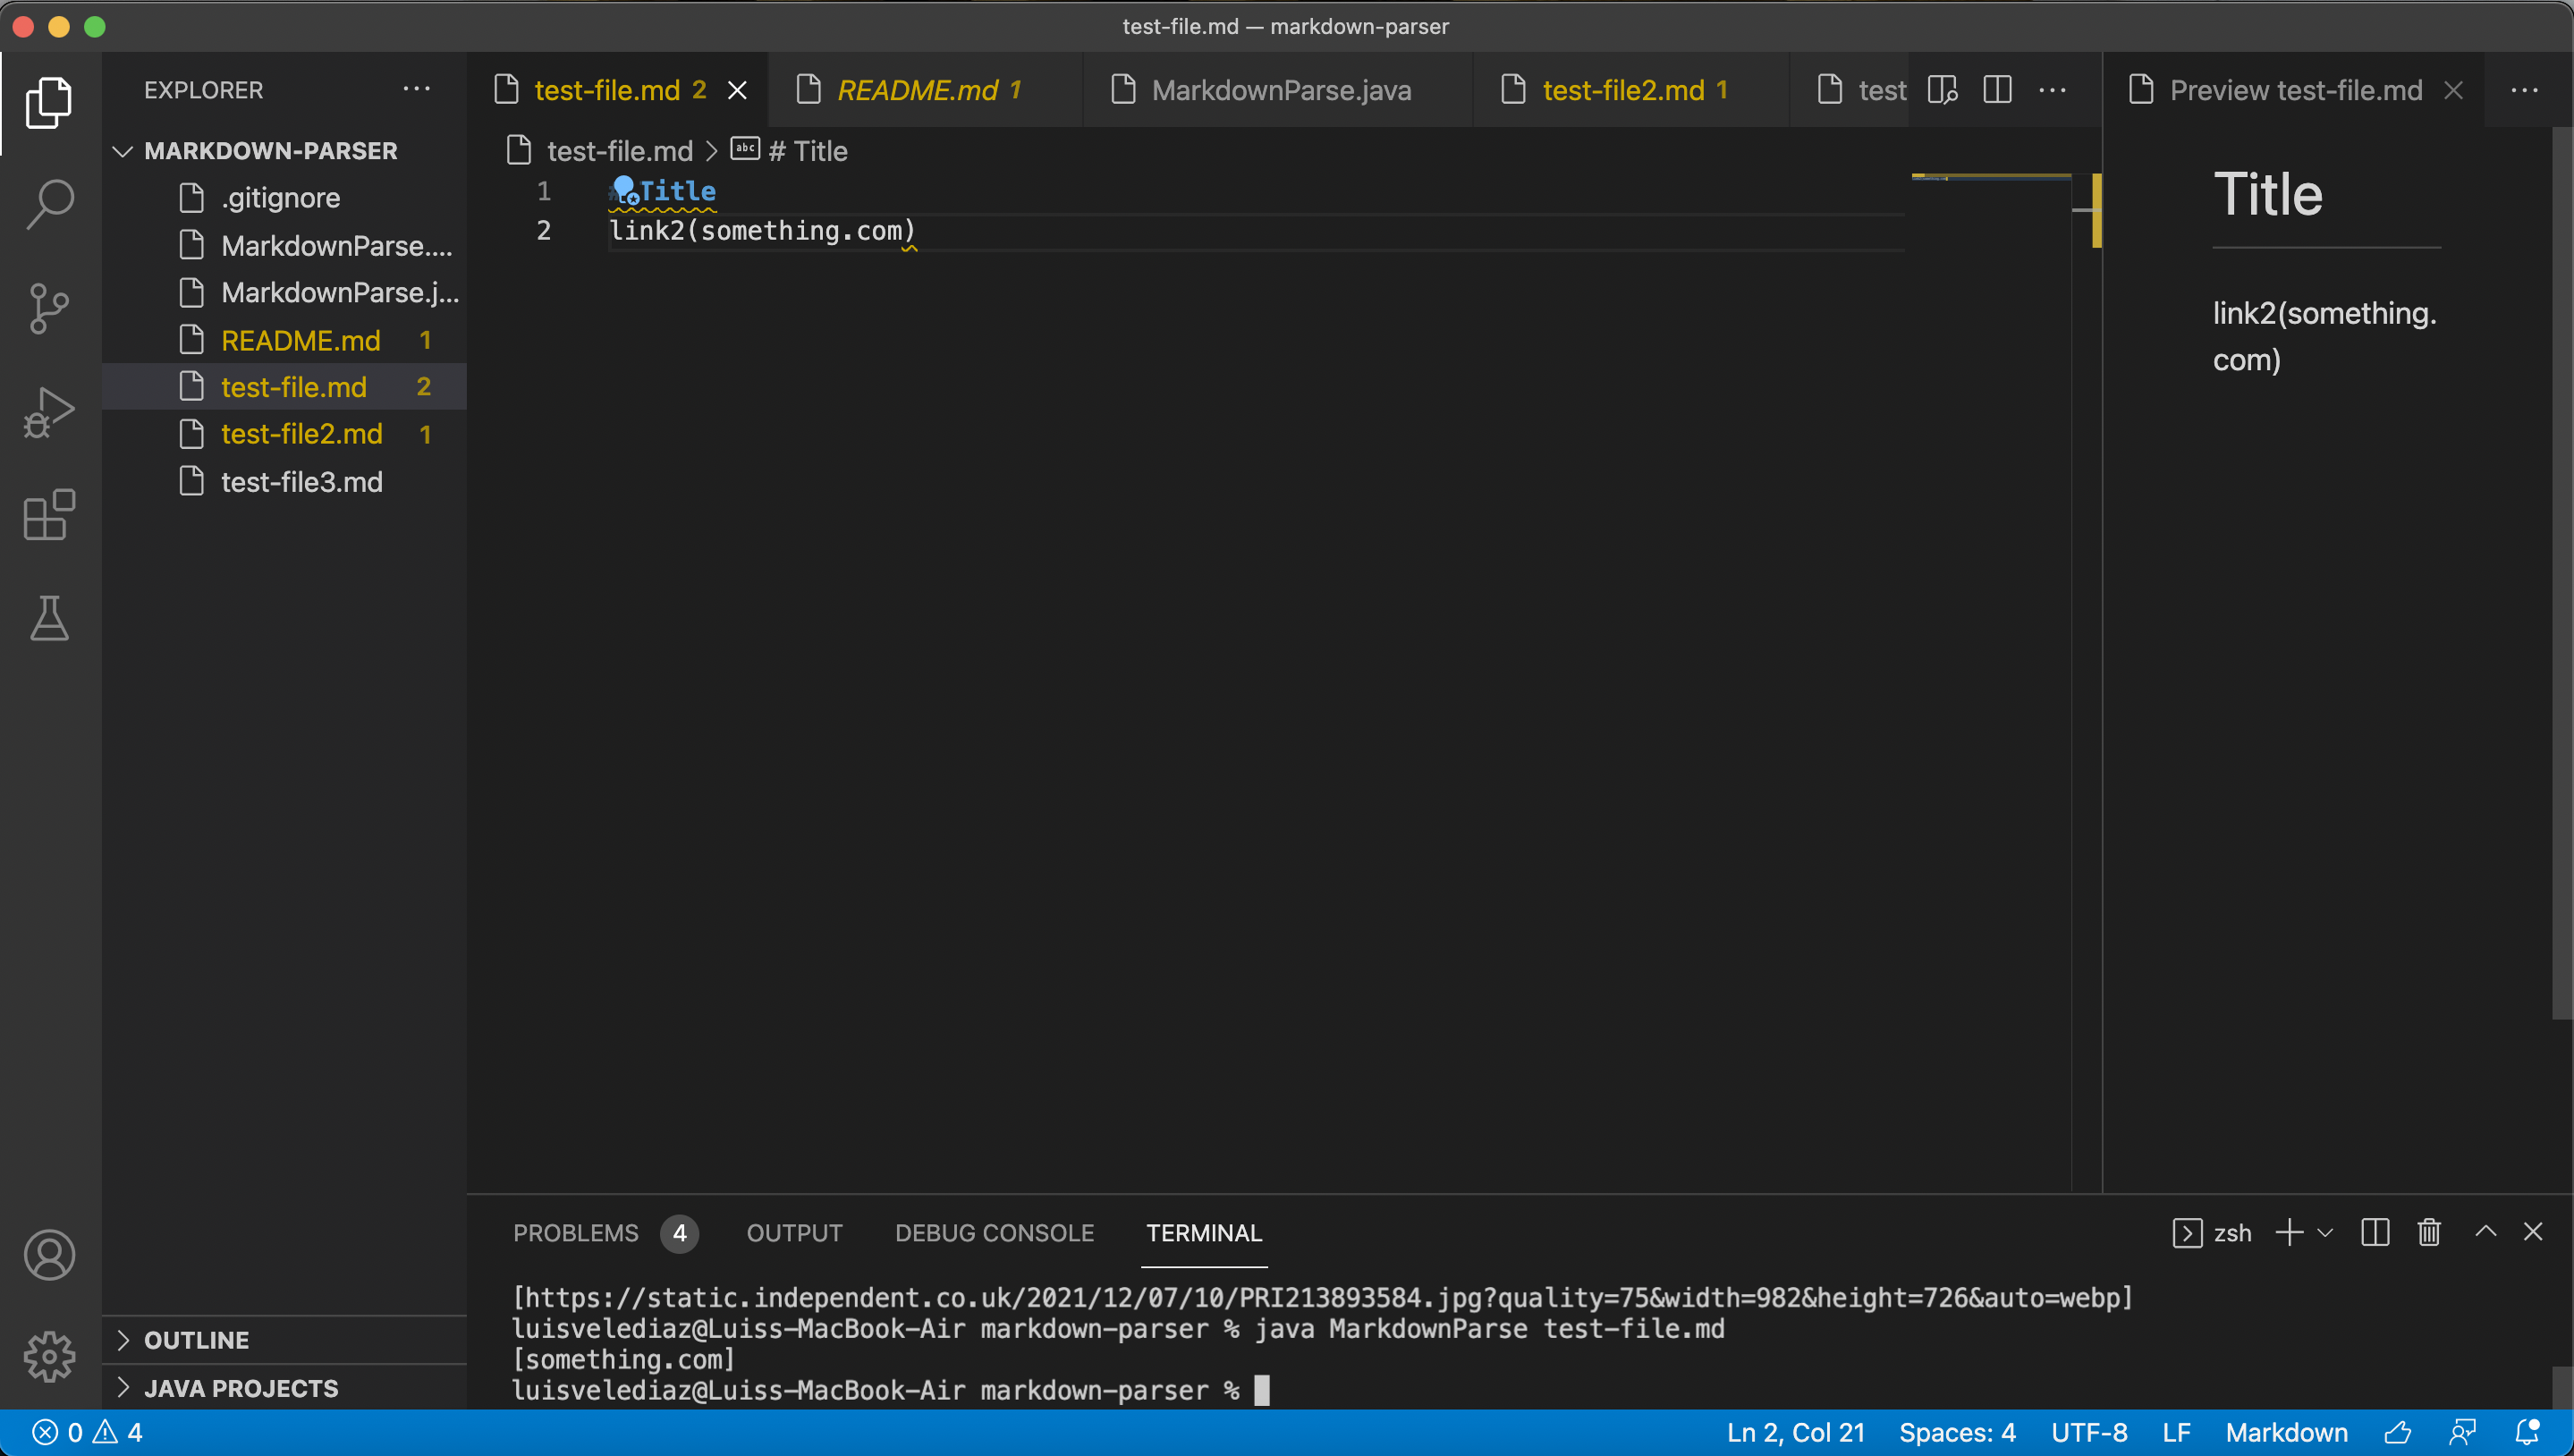 test-file.md — markdown-parser
EXPLORER
MARKDOWN-PARSER
.gitignore
MarkdownParse....
MarkdownParse.j...
README.md 1
test-file.md 2
test-file2.md 1
test-file3.md
OUTLINE
JAVA PROJECTS
test-file.md 2
README.md 1
MarkdownParse.java
test-file2.md 1
test
test-file.md > abc # Title
1 # Title
2 link2(something.com)
Preview test-file.md
Title
link2(something.
com)
PROBLEMS 4 OUTPUT DEBUG CONSOLE TERMINAL
zsh
[https://static.independent.co.uk/2021/12/07/10/PRI213893584.jpg?quality=75&width=982&height=726&auto=webp]
luisvelediaz@Luiss-MacBook-Air markdown-parser % java MarkdownParse test-file.md
[something.com]
luisvelediaz@Luiss-MacBook-Air markdown-parser %
0 4
Ln 2, Col 21 Spaces: 4 UTF-8 LF Markdown